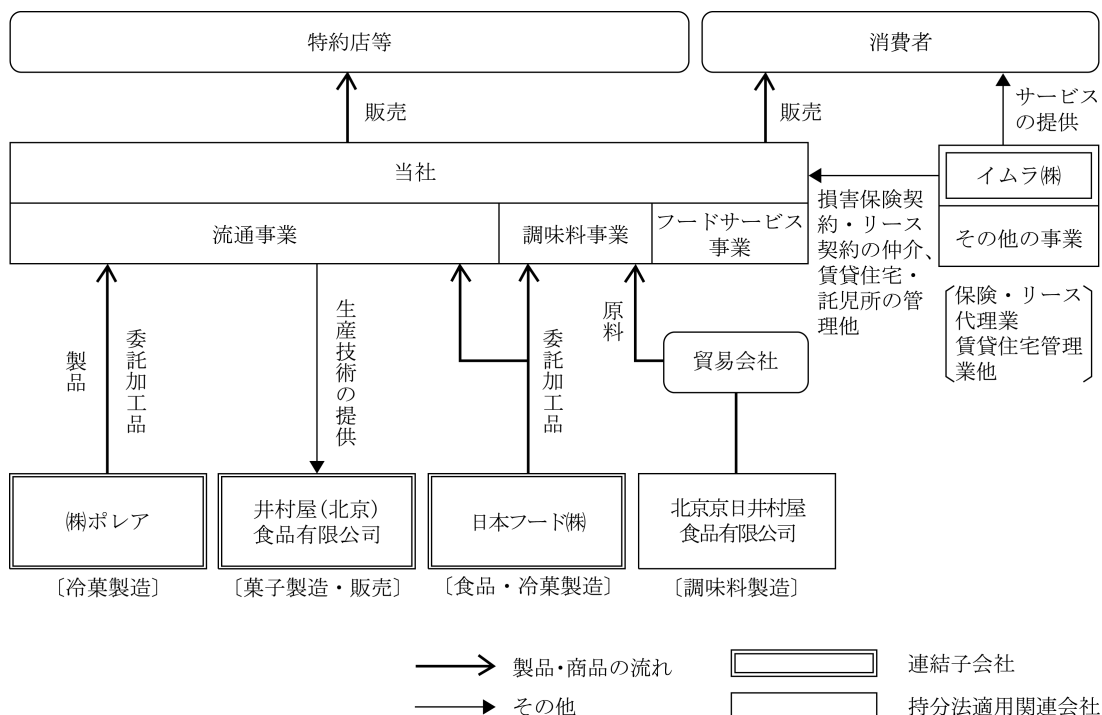 特約店等
消費者
販売
販売
サービス
の提供
当社
イムラ㈱
流通事業
調味料事業
フードサービス
事業
その他の事業
損害保険契
約・リース
契約の仲介、
賃貸住宅・
託児所の管
理他
保険・リース
代理業
賃貸住宅管理
業他
製品
委託加工品
生産技術の提供
委託加工品
原料
貿易会社
㈱ポレア
井村屋(北京)
食品有限公司
日本フード㈱
北京京日井村屋
食品有限公司
〔冷菓製造〕
〔菓子製造・販売〕
〔食品・冷菓製造〕
〔調味料製造〕
製品・商品の流れ
連結子会社
その他
持分法適用関連会社